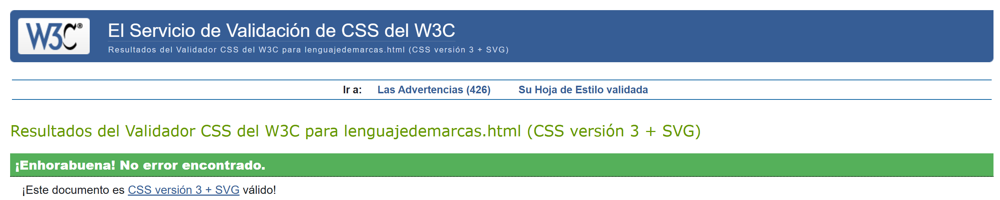 W3C®
El Servicio de Validación de CSS del W3C
Resultados del Validador CSS del W3C para lenguajedemarcas.html (CSS versión 3 + SVG)
Ir a: Las Advertencias (426) Su Hoja de Estilo validada
Resultados del Validador CSS del W3C para lenguajedemarcas.html (CSS versión 3 + SVG)
¡Enhorabuena! No error encontrado.
¡Este documento es CSS versión 3 + SVG válido!